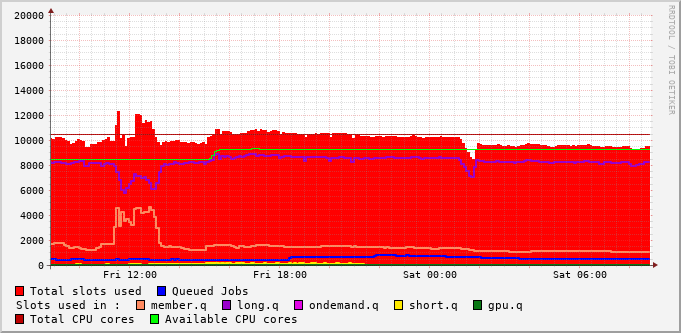 RRDTOOL / TOBI OETIKER
20000
18000
16000
14000
12000
10000
8000
6000
4000
2000
0
Fri 12:00 Fri 18:00 Sat 00:00 Sat 06:00
Total slots used Queued Jobs
Slots used in : member.q long.q ondemand.q short.q gpu.q
Total CPU cores Available CPU cores